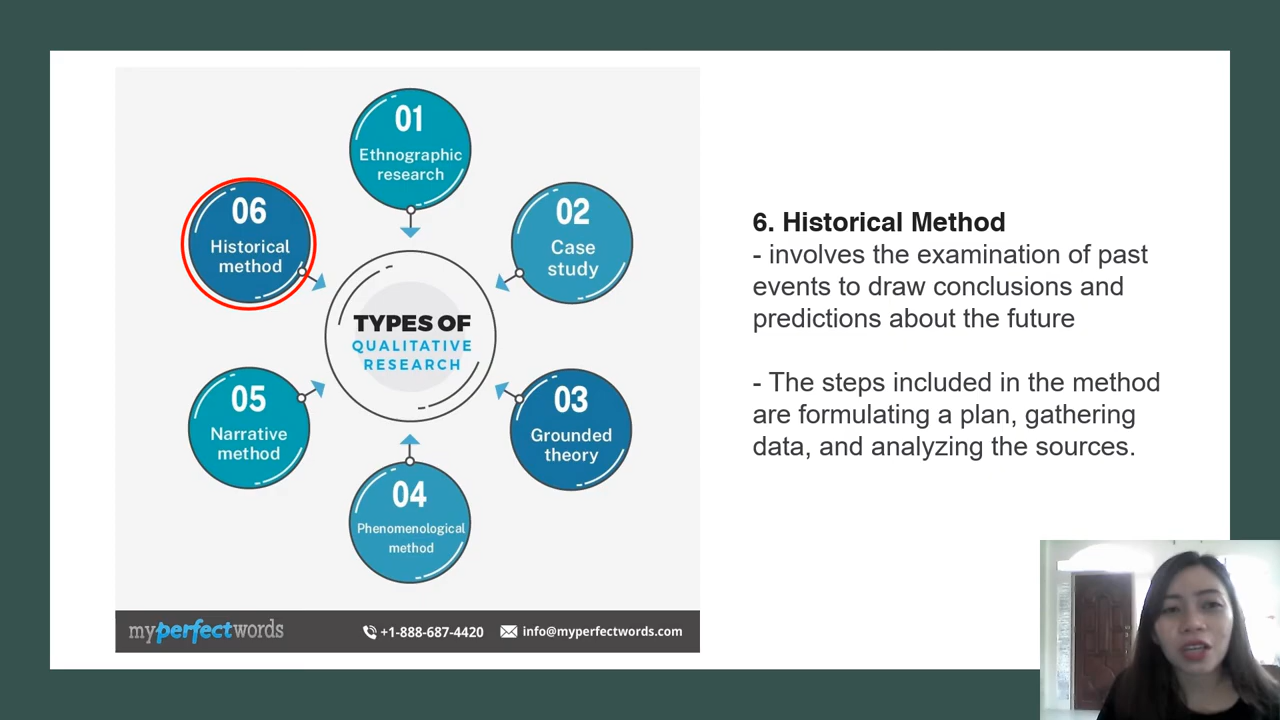 01
Ethnographic
research
02
Case
study
03
Grounded
theory
04
Phenomenological
method
05
Narrative
method
06
Historical
method
TYPES OF
QUALITATIVE
RESEARCH
myperfectwords
+1-888-687-4420
info@myperfectwords.com
6. Historical Method
- involves the examination of past
events to draw conclusions and
predictions about the future
- The steps included in the method
are formulating a plan, gathering
data, and analyzing the sources.